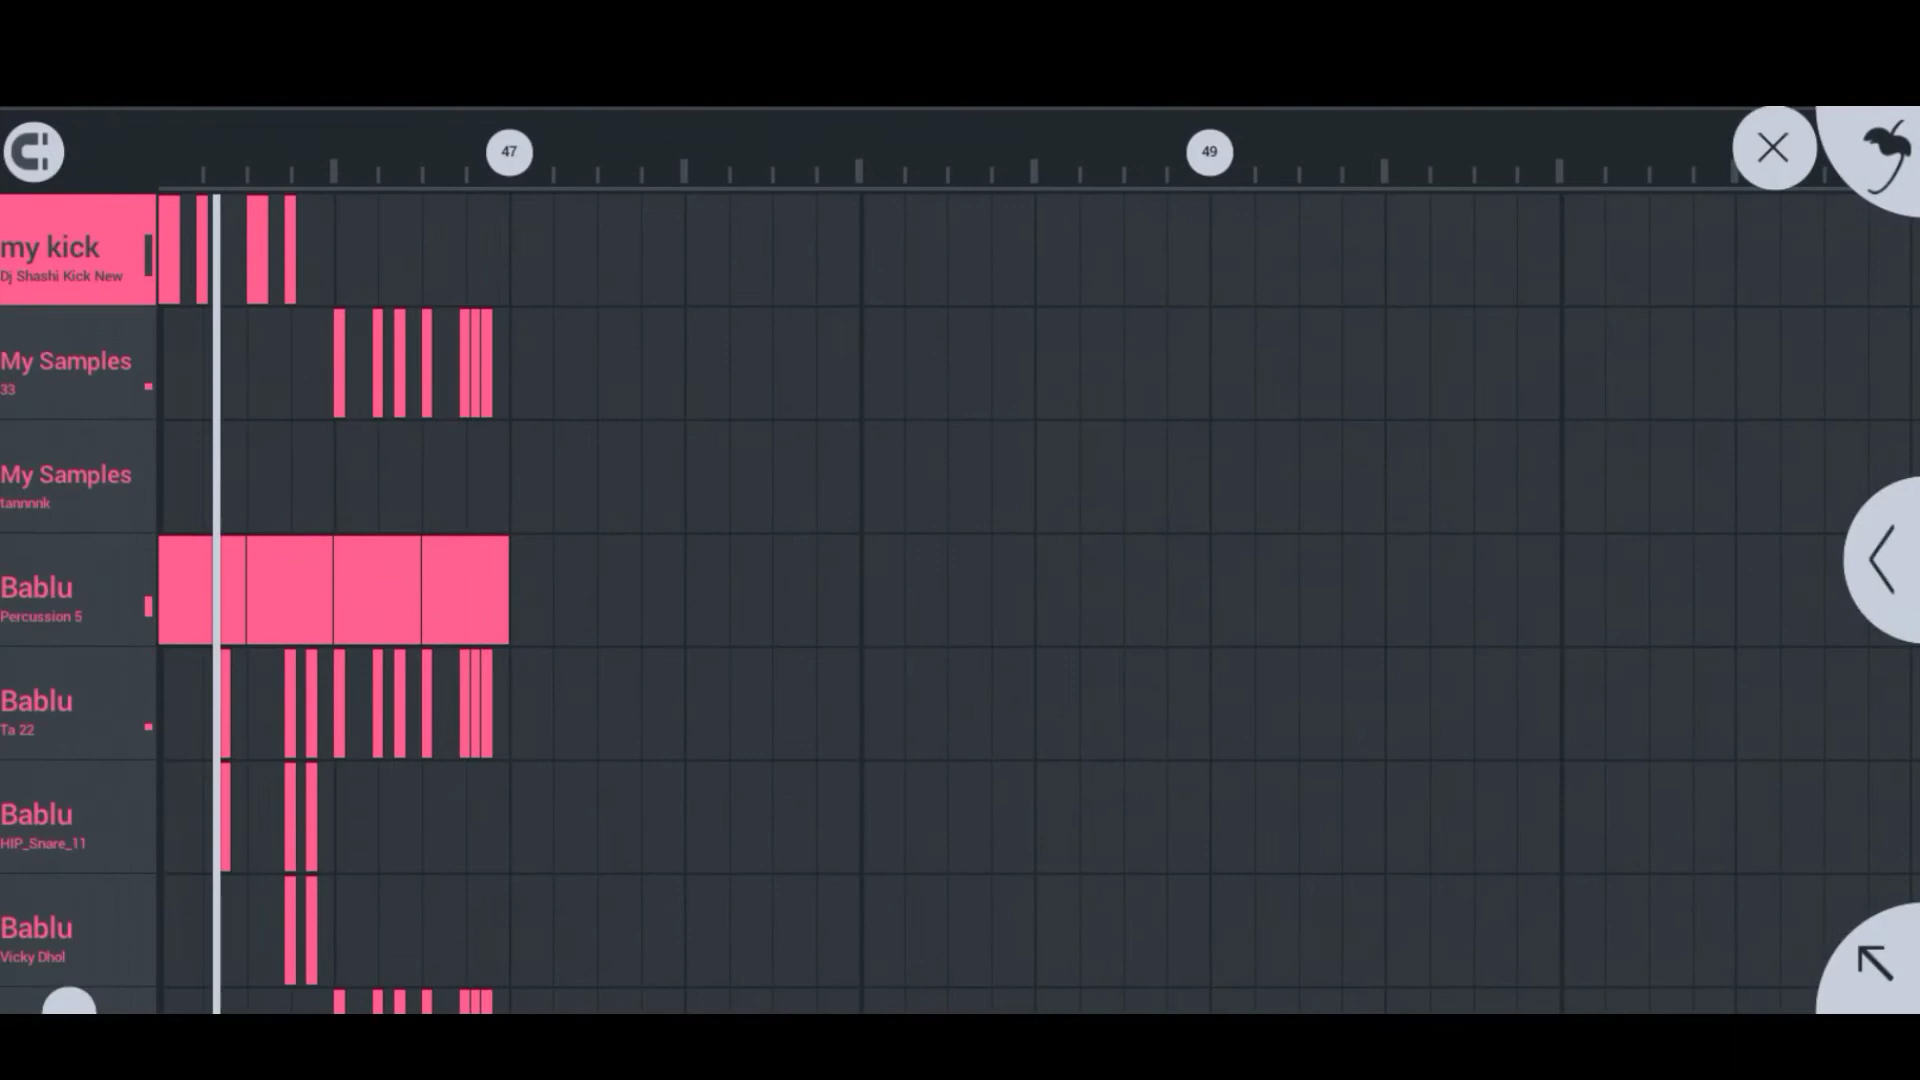 47
49
my kick
Dj Shashi Kick New
My Samples
33
My Samples
tannnnk
Bablu
Percussion 5
Bablu
Ta 22
Bablu
HIP_Snare_11
Bablu
Vicky Dhol